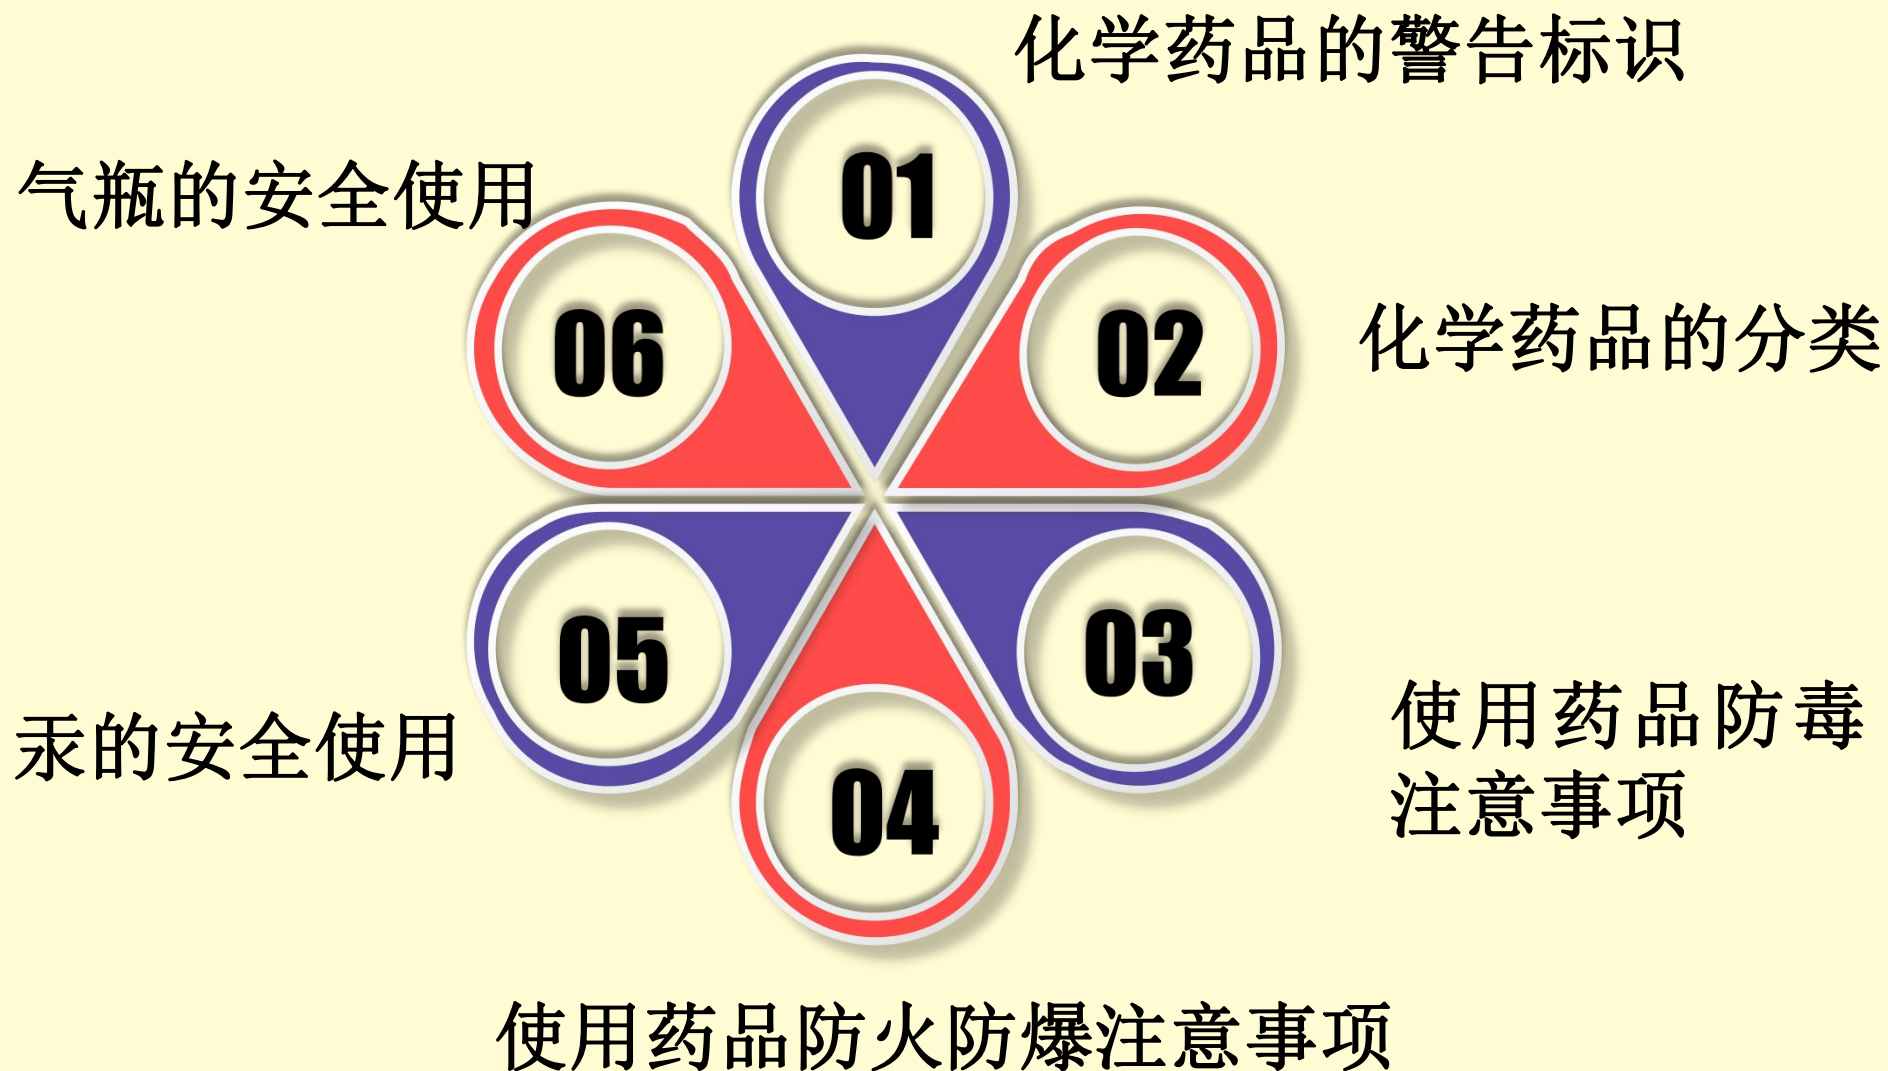 01
化学药品的警告标识
02
化学药品的分类
03
使用药品防毒
注意事项
04
使用药品防火防爆注意事项
05
汞的安全使用
06
气瓶的安全使用